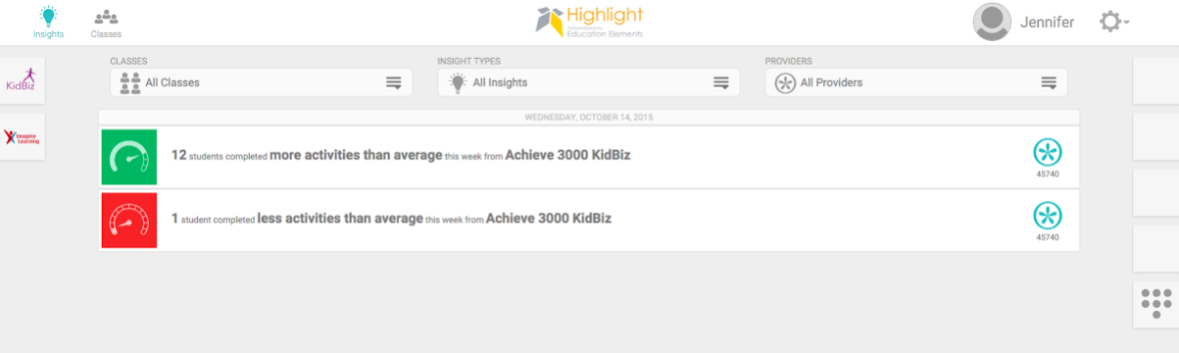 Insights
Classes
Highlight
Education Elements
Jennifer
KidBiz
Imagine Learning
CLASSES
All Classes
INSIGHT TYPES
All Insights
PROVIDERS
All Providers
WEDNESDAY, OCTOBER 14, 2015
12 students completed more activities than average this week from Achieve 3000 KidBiz
45740
1 student completed less activities than average this week from Achieve 3000 KidBiz
45740